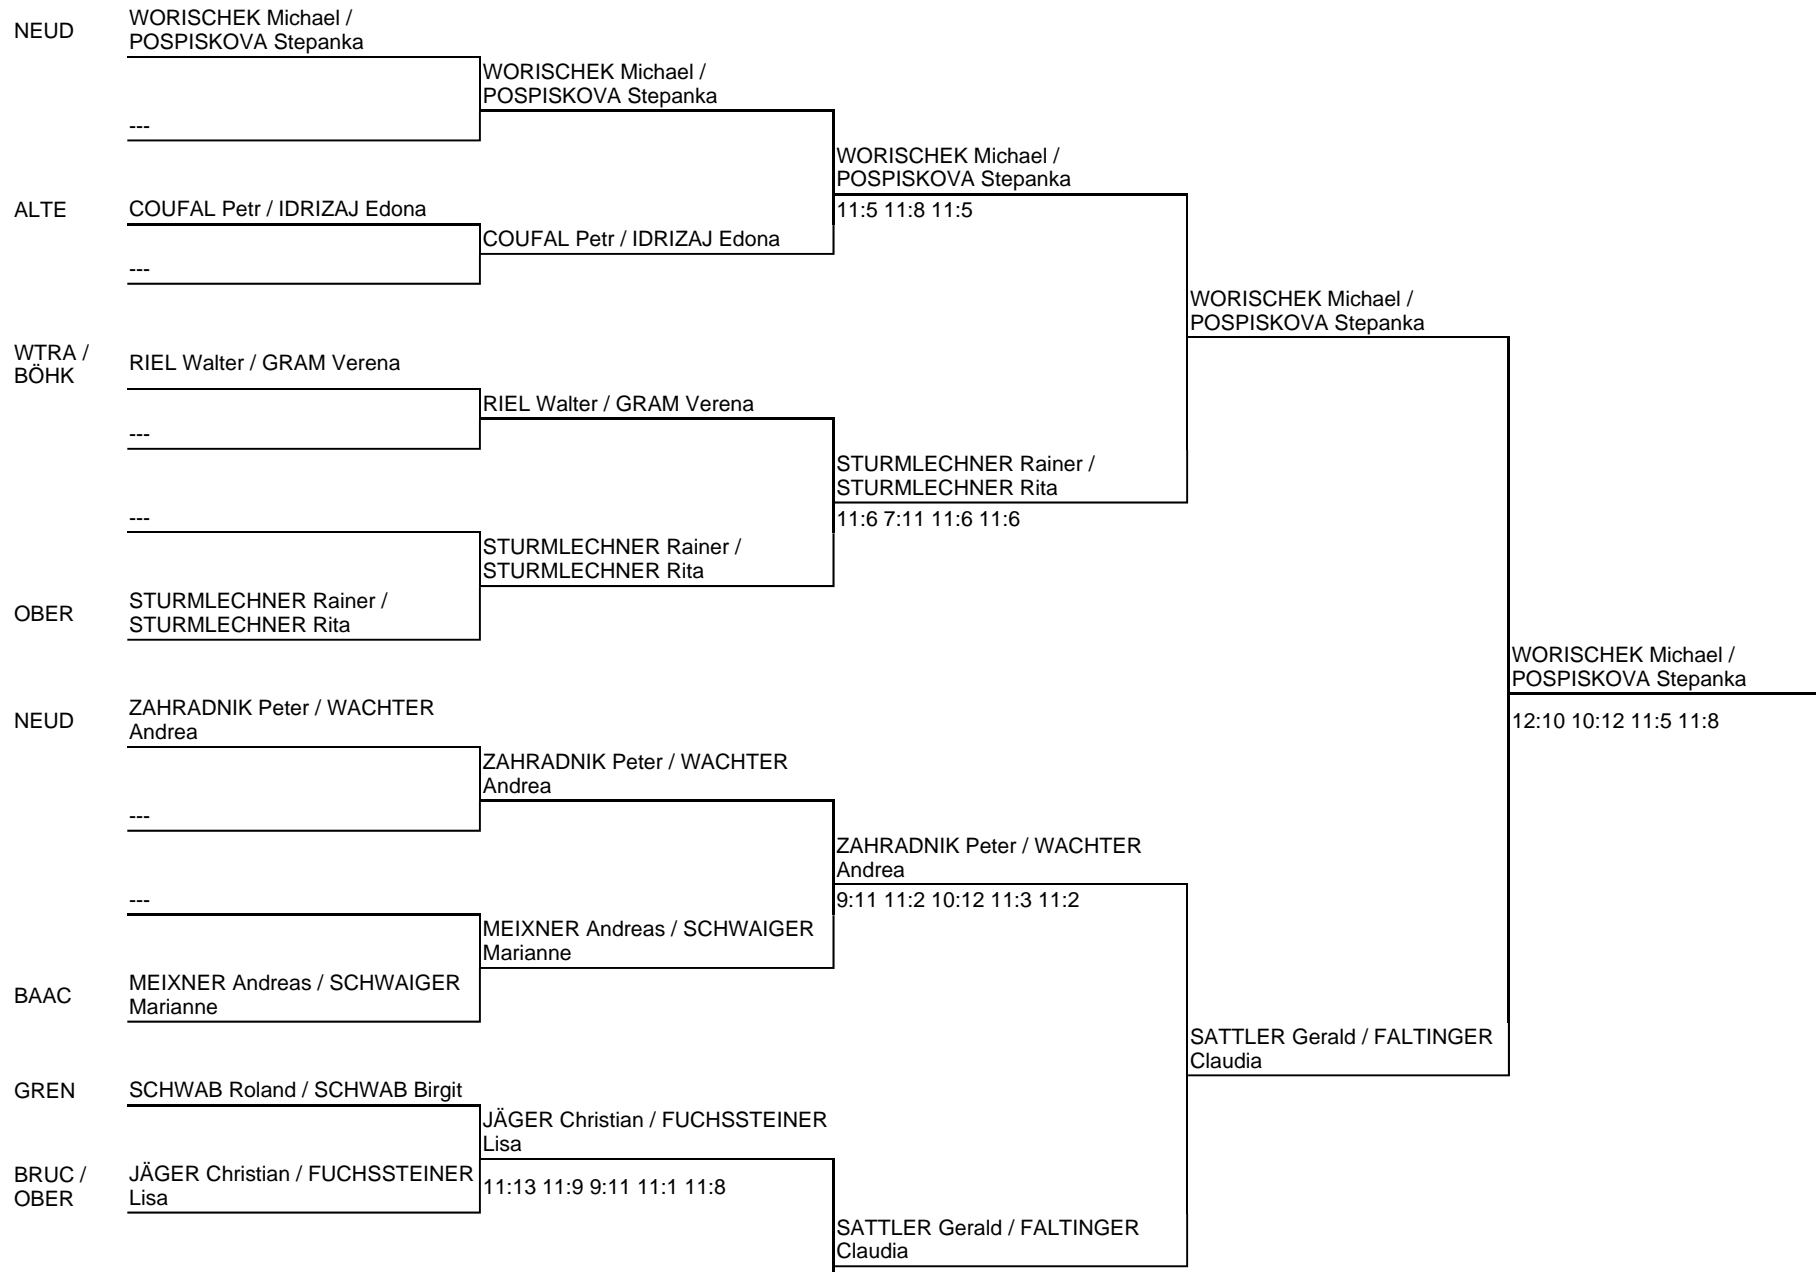 NEUD
WORISCHEK Michael /
POSPISKOVA Stepanka
WORISCHEK Michael /
POSPISKOVA Stepanka
---
WORISCHEK Michael /
POSPISKOVA Stepanka
ALTE
COUFAL Petr / IDRIZAJ Edona
11:5 11:8 11:5
COUFAL Petr / IDRIZAJ Edona
---
WORISCHEK Michael /
POSPISKOVA Stepanka
WTRA /
BÖHK
RIEL Walter / GRAM Verena
RIEL Walter / GRAM Verena
---
STURMLECHNER Rainer /
STURMLECHNER Rita
---
11:6 7:11 11:6 11:6
STURMLECHNER Rainer /
STURMLECHNER Rita
OBER
STURMLECHNER Rainer /
STURMLECHNER Rita
WORISCHEK Michael /
POSPISKOVA Stepanka
NEUD
ZAHRADNIK Peter / WACHTER
Andrea
12:10 10:12 11:5 11:8
ZAHRADNIK Peter / WACHTER
Andrea
---
ZAHRADNIK Peter / WACHTER
Andrea
---
9:11 11:2 10:12 11:3 11:2
MEIXNER Andreas / SCHWAIGER
Marianne
BAAC
MEIXNER Andreas / SCHWAIGER
Marianne
SATTLER Gerald / FALTINGER
Claudia
GREN
SCHWAB Roland / SCHWAB Birgit
JÄGER Christian / FUCHSSTEINER
Lisa
BRUC /
OBER
JÄGER Christian / FUCHSSTEINER
Lisa
11:13 11:9 9:11 11:1 11:8
SATTLER Gerald / FALTINGER
Claudia